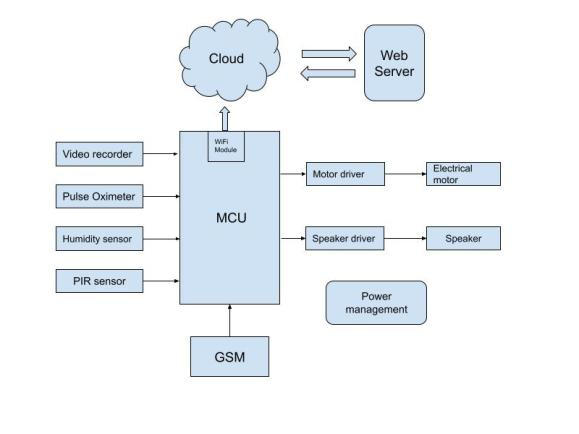 Cloud
Web
Server
WiFi
Module
Video recorder
Pulse Oximeter
Humidity sensor
PIR sensor
MCU
Motor driver
Electrical
motor
Speaker driver
Speaker
Power
management
GSM